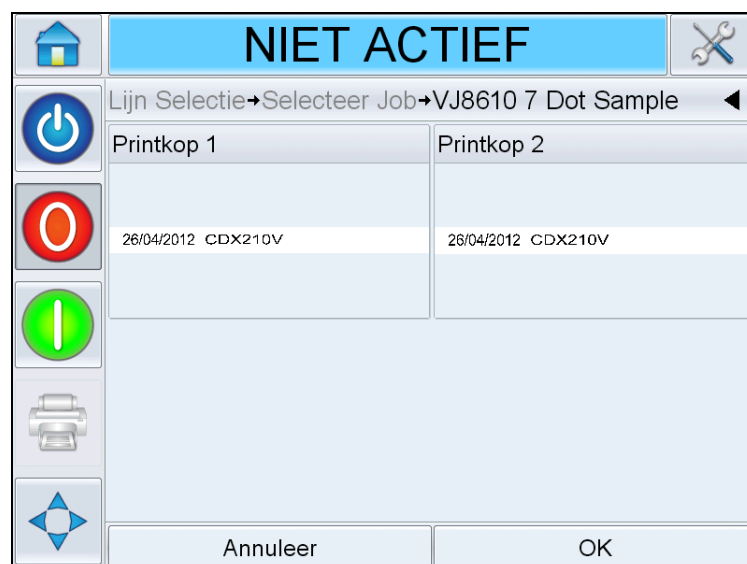 NIET ACTIEF
Lijn Selectie→Selecteer Job→VJ8610 7 Dot Sample
Printkop 1
Printkop 2
26/04/2012 CDX210V
26/04/2012 CDX210V
Annuleer
OK